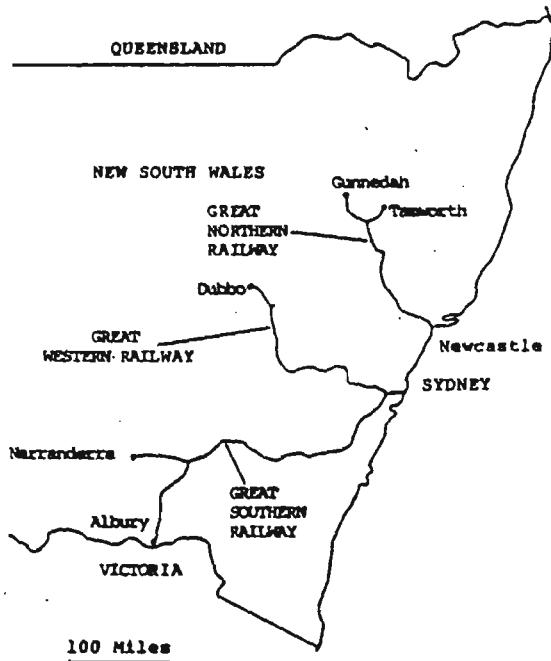 QUEENSLAND
NEW SOUTH WALES
Gunnedah
Tamworth
GREAT
NORTHERN
RAILWAY
Dubbo
GREAT
WESTERN RAILWAY
Newcastle
SYDNEY
Narranderra
GREAT
SOUTHERN
RAILWAY
Albury
VICTORIA
100 Miles